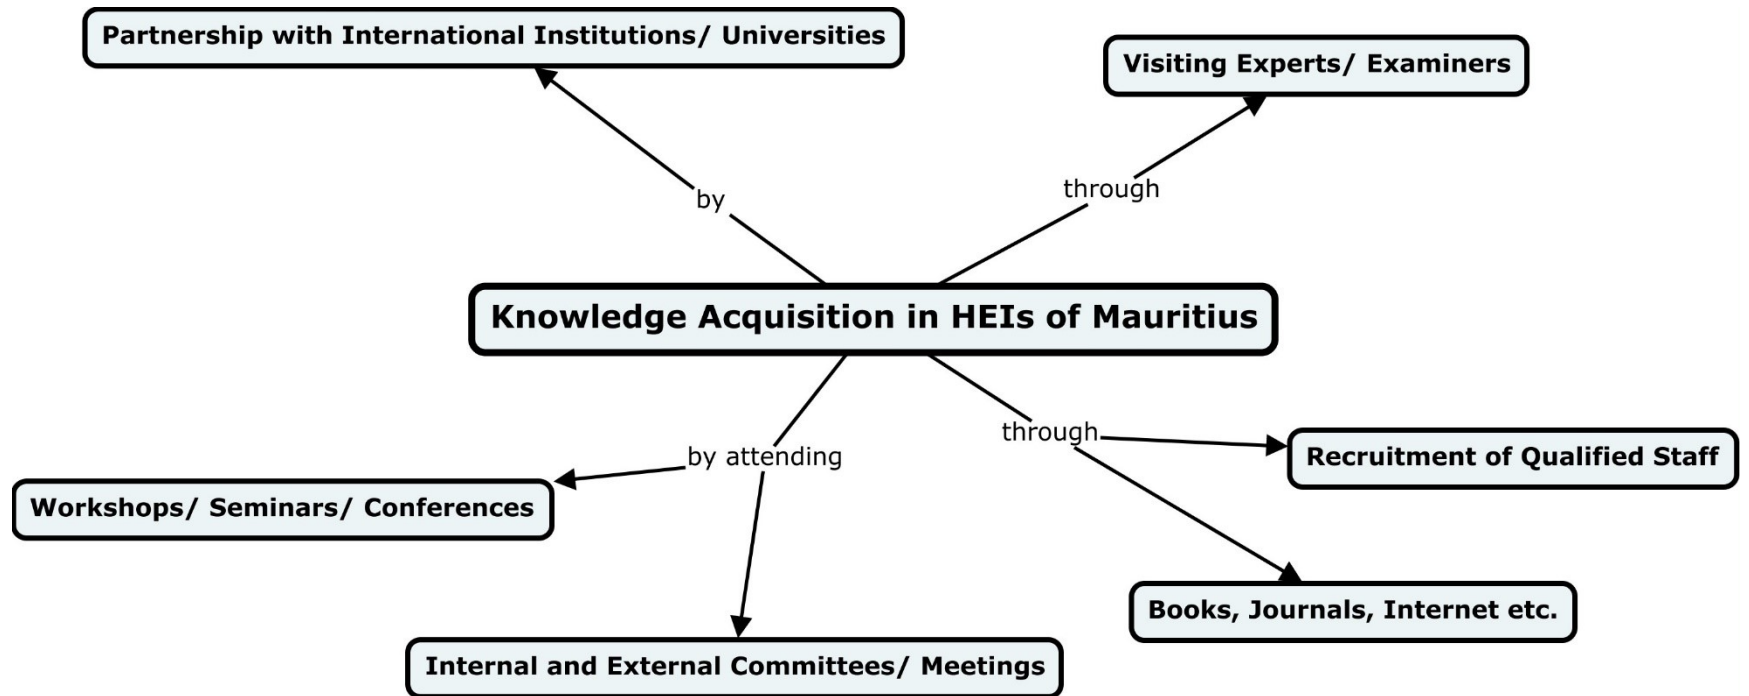 Partnership with International Institutions/ Universities
Visiting Experts/ Examiners
by
through
Knowledge Acquisition in HEIs of Mauritius
through
by attending
Recruitment of Qualified Staff
Workshops/ Seminars/ Conferences
Books, Journals, Internet etc.
Internal and External Committees/ Meetings